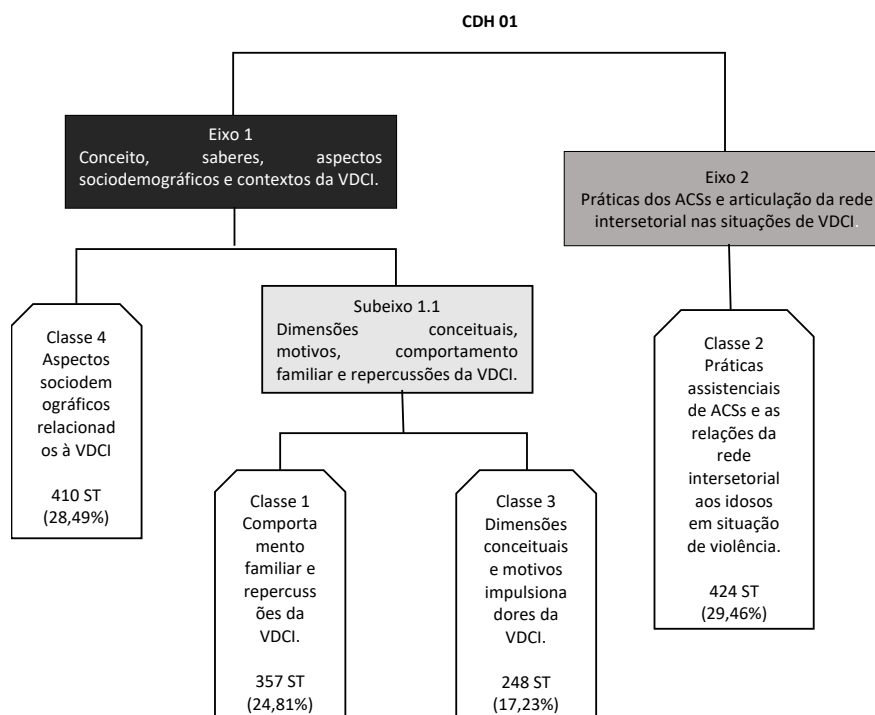 CDH 01
Eixo 1
Conceito, saberes, aspectos
sociodemográficos e contextos da VDCI.
Eixo 2
Práticas dos ACSs e articulação da rede
intersetorial nas situações de VDCI.
Subeixo 1.1
Dimensões conceituais,
motivos, comportamento
familiar e repercussões da VDCI.
Classe 4
Aspectos
sociodem
ográficos
relacionad
os à VDCI
410 ST
(28,49%)
Classe 1
Comporta
mento
familiar e
repercuss
ões da
VDCI.
357 ST
(24,81%)
Classe 3
Dimensões
conceituais
e motivos
impulsiona
dores da
VDCI.
248 ST
(17,23%)
Classe 2
Práticas
assistenciais
de ACSs e as
relações da
rede
intersetorial
aos idosos
em situação
de violência.
424 ST
(29,46%)